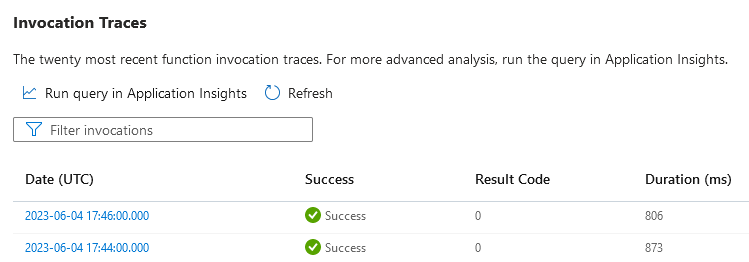 Invocation Traces
The twenty most recent function invocation traces. For more advanced analysis, run the query in Application Insights.
Run query in Application Insights Refresh
Filter invocations
Date (UTC) Success Result Code Duration (ms)
2023-06-04 17:46:00.000 Success 0 806
2023-06-04 17:44:00.000 Success 0 873